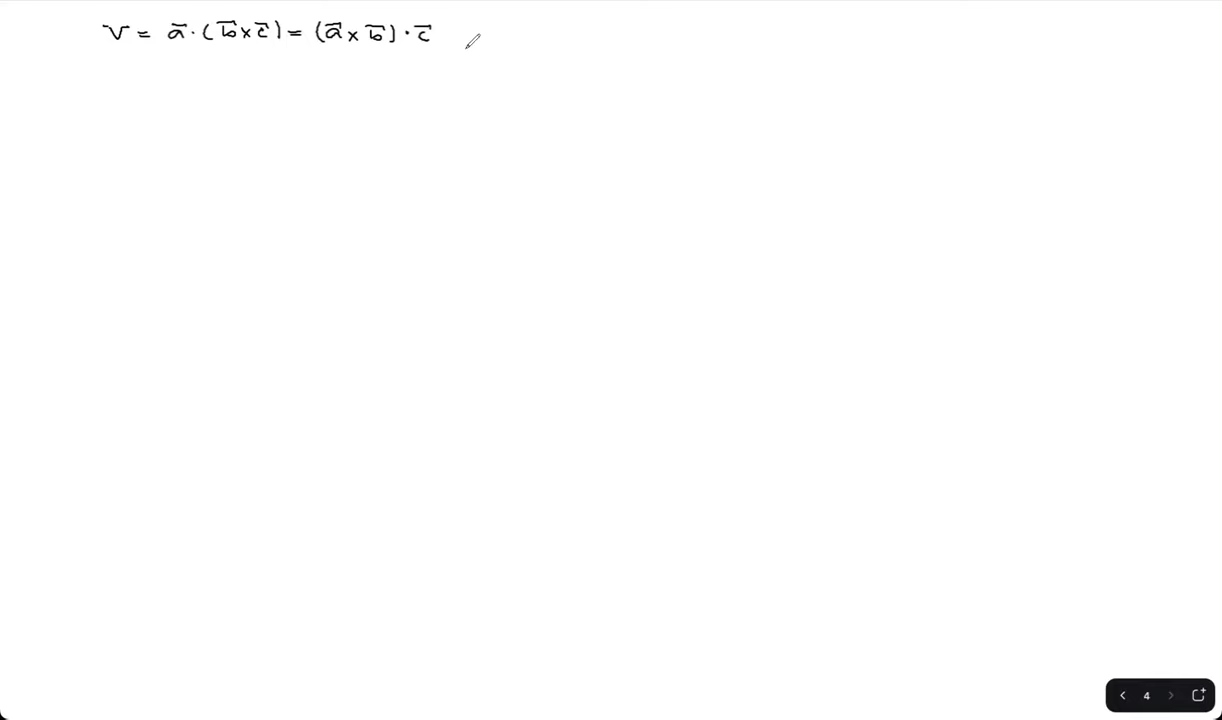 V = a̅ · (b̅ × c̅) = (a̅ × b̅) · c̅
4